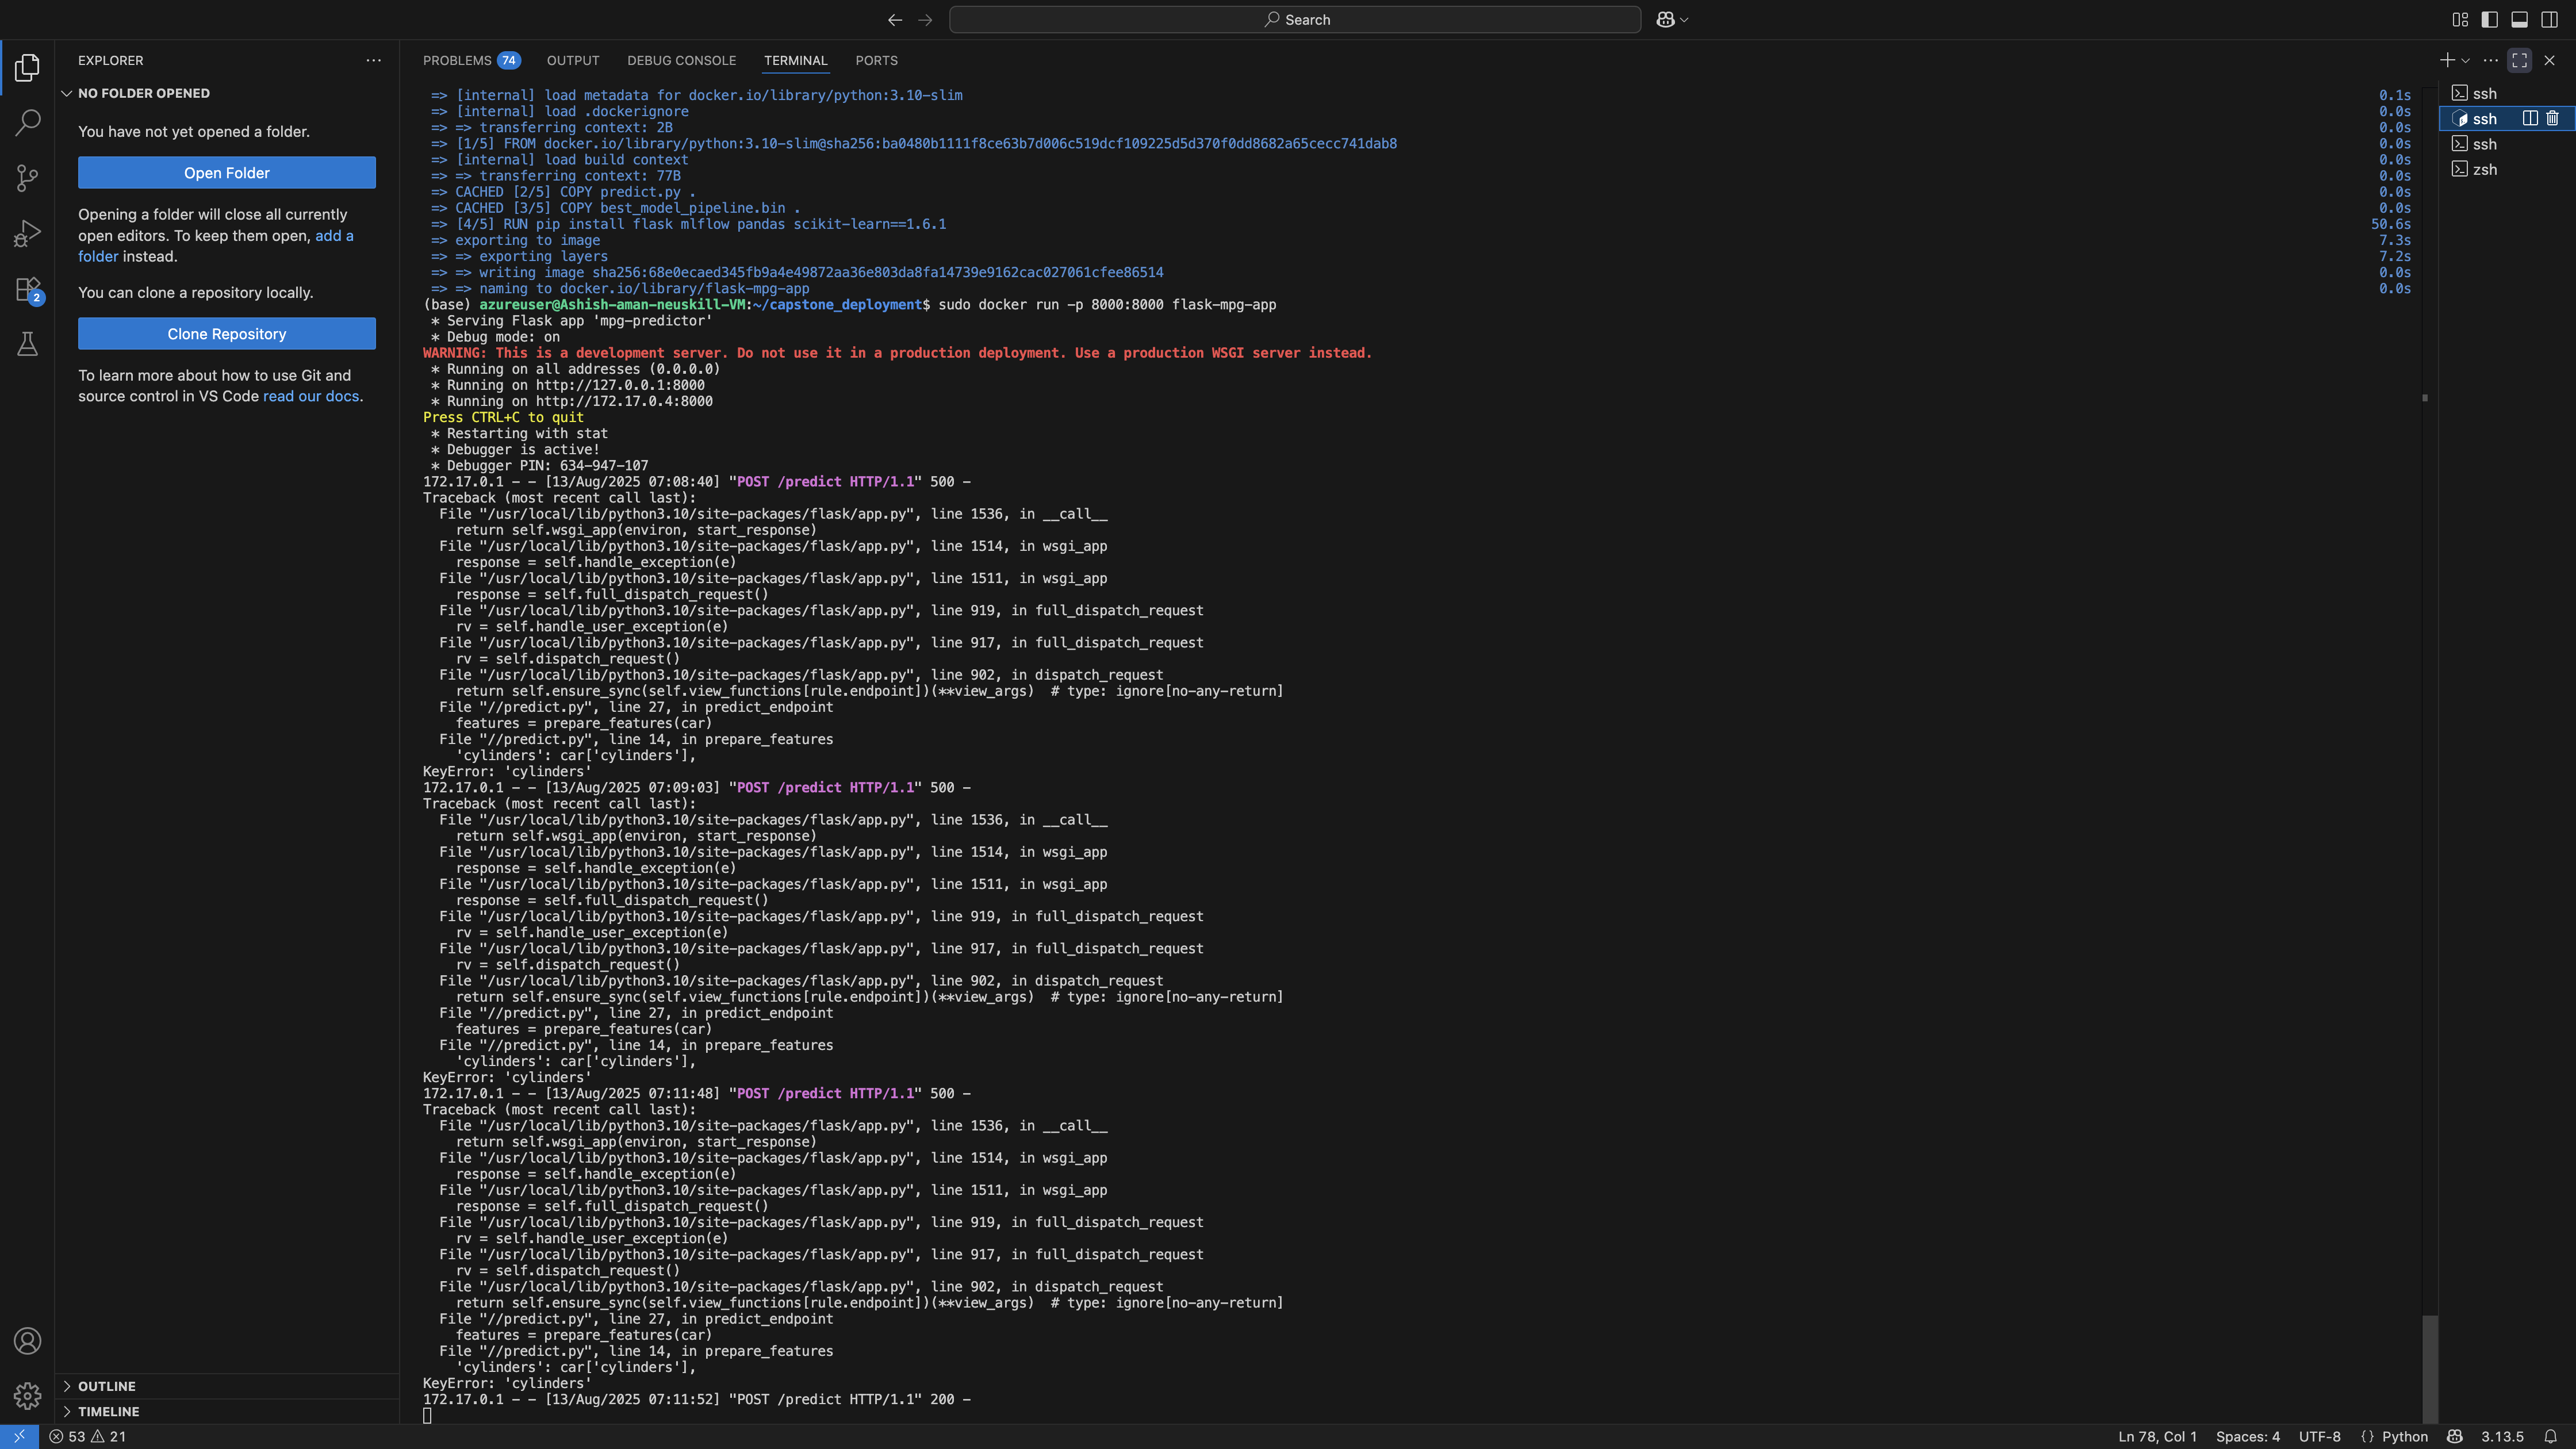 Search
EXPLORER
NO FOLDER OPENED
You have not yet opened a folder.
Open Folder
Opening a folder will close all currently
open editors. To keep them open, add a
folder instead.
You can clone a repository locally.
Clone Repository
To learn more about how to use Git and
source control in VS Code read our docs.
2
OUTLINE
TIMELINE
PROBLEMS 74 OUTPUT DEBUG CONSOLE TERMINAL PORTS
=> [internal] load metadata for docker.io/library/python:3.10-slim 0.1s
=> [internal] load .dockerignore 0.0s
=> => transferring context: 2B 0.0s
=> [1/5] FROM docker.io/library/python:3.10-slim@sha256:ba0480b1111f8ce63b7d006c519dcf109225d5d370f0dd8682a65cecc741dab8 0.0s
=> [internal] load build context 0.0s
=> => transferring context: 77B 0.0s
=> CACHED [2/5] COPY predict.py . 0.0s
=> CACHED [3/5] COPY best_model_pipeline.bin . 0.0s
=> [4/5] RUN pip install flask mlflow pandas scikit-learn==1.6.1 50.6s
=> exporting to image 7.3s
=> => exporting layers 7.2s
=> => writing image sha256:68e0ecaed345fb9a4e49872aa36e803da8fa14739e9162cac027061cfee86514 0.0s
=> => naming to docker.io/library/flask-mpg-app 0.0s
(base) azureuser@Ashish-aman-neuskill-VM:~/capstone_deployment$ sudo docker run -p 8000:8000 flask-mpg-app
* Serving Flask app 'mpg-predictor'
* Debug mode: on
WARNING: This is a development server. Do not use it in a production deployment. Use a production WSGI server instead.
* Running on all addresses (0.0.0.0)
* Running on http://127.0.0.1:8000
* Running on http://172.17.0.4:8000
Press CTRL+C to quit
* Restarting with stat
* Debugger is active!
* Debugger PIN: 634-947-107
172.17.0.1 - - [13/Aug/2025 07:08:40] "POST /predict HTTP/1.1" 500 -
Traceback (most recent call last):
File "/usr/local/lib/python3.10/site-packages/flask/app.py", line 1536, in __call__
return self.wsgi_app(environ, start_response)
File "/usr/local/lib/python3.10/site-packages/flask/app.py", line 1514, in wsgi_app
response = self.handle_exception(e)
File "/usr/local/lib/python3.10/site-packages/flask/app.py", line 1511, in wsgi_app
response = self.full_dispatch_request()
File "/usr/local/lib/python3.10/site-packages/flask/app.py", line 919, in full_dispatch_request
rv = self.handle_user_exception(e)
File "/usr/local/lib/python3.10/site-packages/flask/app.py", line 917, in full_dispatch_request
rv = self.dispatch_request()
File "/usr/local/lib/python3.10/site-packages/flask/app.py", line 902, in dispatch_request
return self.ensure_sync(self.view_functions[rule.endpoint])(**view_args) # type: ignore[no-any-return]
File "//predict.py", line 27, in predict_endpoint
features = prepare_features(car)
File "//predict.py", line 14, in prepare_features
'cylinders': car['cylinders'],
KeyError: 'cylinders'
172.17.0.1 - - [13/Aug/2025 07:09:03] "POST /predict HTTP/1.1" 500 -
Traceback (most recent call last):
File "/usr/local/lib/python3.10/site-packages/flask/app.py", line 1536, in __call__
return self.wsgi_app(environ, start_response)
File "/usr/local/lib/python3.10/site-packages/flask/app.py", line 1514, in wsgi_app
response = self.handle_exception(e)
File "/usr/local/lib/python3.10/site-packages/flask/app.py", line 1511, in wsgi_app
response = self.full_dispatch_request()
File "/usr/local/lib/python3.10/site-packages/flask/app.py", line 919, in full_dispatch_request
rv = self.handle_user_exception(e)
File "/usr/local/lib/python3.10/site-packages/flask/app.py", line 917, in full_dispatch_request
rv = self.dispatch_request()
File "/usr/local/lib/python3.10/site-packages/flask/app.py", line 902, in dispatch_request
return self.ensure_sync(self.view_functions[rule.endpoint])(**view_args) # type: ignore[no-any-return]
File "//predict.py", line 27, in predict_endpoint
features = prepare_features(car)
File "//predict.py", line 14, in prepare_features
'cylinders': car['cylinders'],
KeyError: 'cylinders'
172.17.0.1 - - [13/Aug/2025 07:11:48] "POST /predict HTTP/1.1" 500 -
Traceback (most recent call last):
File "/usr/local/lib/python3.10/site-packages/flask/app.py", line 1536, in __call__
return self.wsgi_app(environ, start_response)
File "/usr/local/lib/python3.10/site-packages/flask/app.py", line 1514, in wsgi_app
response = self.handle_exception(e)
File "/usr/local/lib/python3.10/site-packages/flask/app.py", line 1511, in wsgi_app
response = self.full_dispatch_request()
File "/usr/local/lib/python3.10/site-packages/flask/app.py", line 919, in full_dispatch_request
rv = self.handle_user_exception(e)
File "/usr/local/lib/python3.10/site-packages/flask/app.py", line 917, in full_dispatch_request
rv = self.dispatch_request()
File "/usr/local/lib/python3.10/site-packages/flask/app.py", line 902, in dispatch_request
return self.ensure_sync(self.view_functions[rule.endpoint])(**view_args) # type: ignore[no-any-return]
File "//predict.py", line 27, in predict_endpoint
features = prepare_features(car)
File "//predict.py", line 14, in prepare_features
'cylinders': car['cylinders'],
KeyError: 'cylinders'
172.17.0.1 - - [13/Aug/2025 07:11:52] "POST /predict HTTP/1.1" 200 -
ssh
ssh
ssh
zsh
53 21
Ln 78, Col 1 Spaces: 4 UTF-8 {} Python 3.13.5